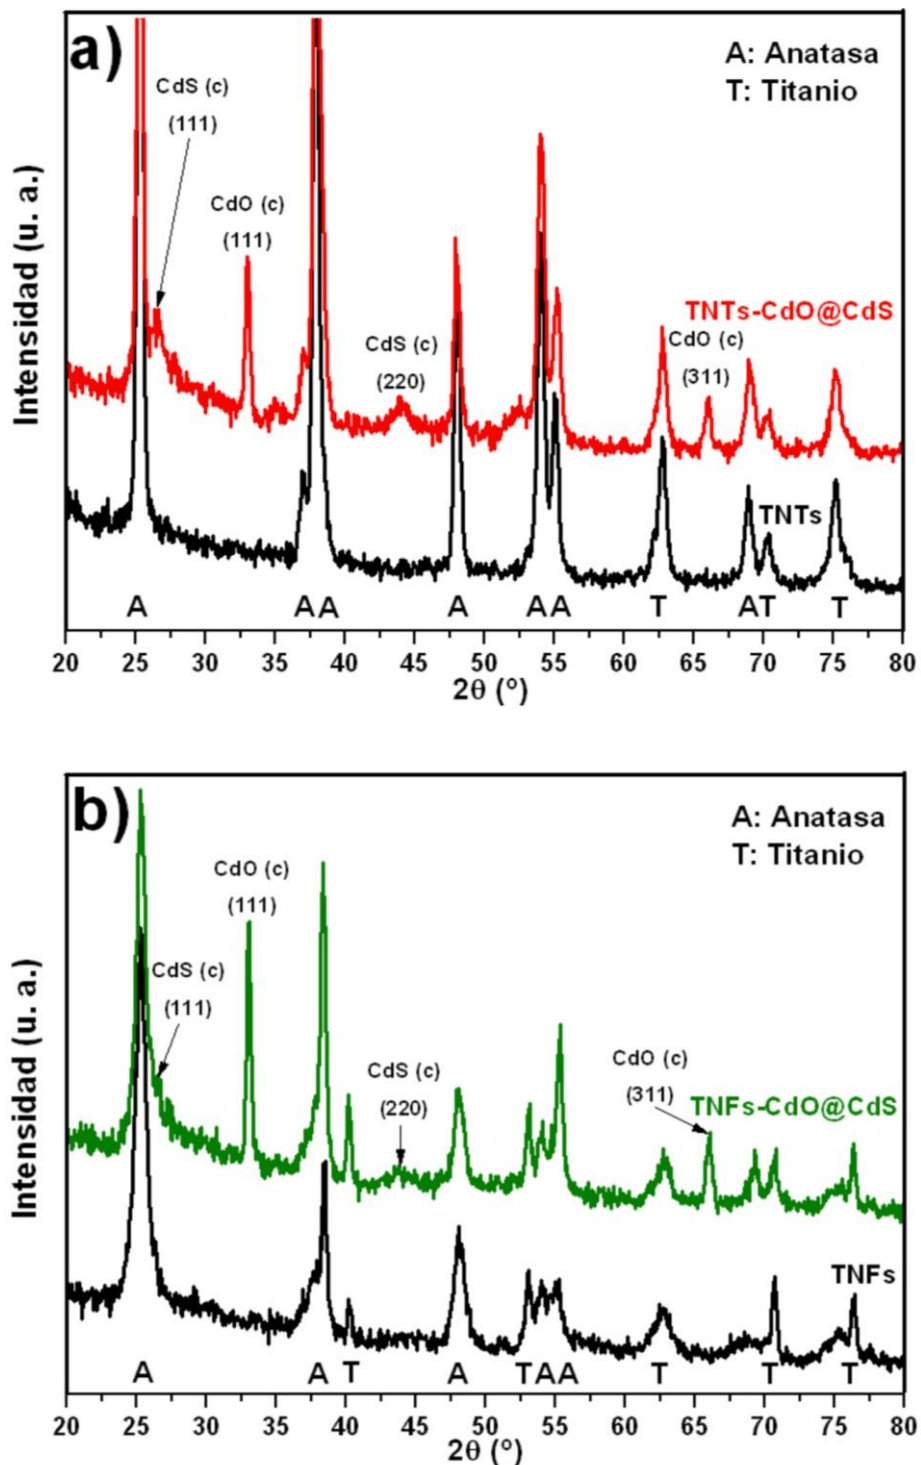 a)
A: Anatasa
T: Titanio
CdS (c)
(111)
CdO (c)
(111)
CdS (c)
(220)
TNTs-CdO@CdS
CdO (c)
(311)
TNTs
Intensidad (u. a.)
A A A A A A T A T T
20 25 30 35 40 45 50 55 60 65 70 75 80
2θ (°)
b)
A: Anatasa
T: Titanio
CdO (c)
(111)
CdS (c)
(111)
CdS (c)
(220)
CdO (c)
(311)
TNFs-CdO@CdS
TNFs
Intensidad (u. a.)
A A T A T A A T T T
20 25 30 35 40 45 50 55 60 65 70 75 80
2θ (°)